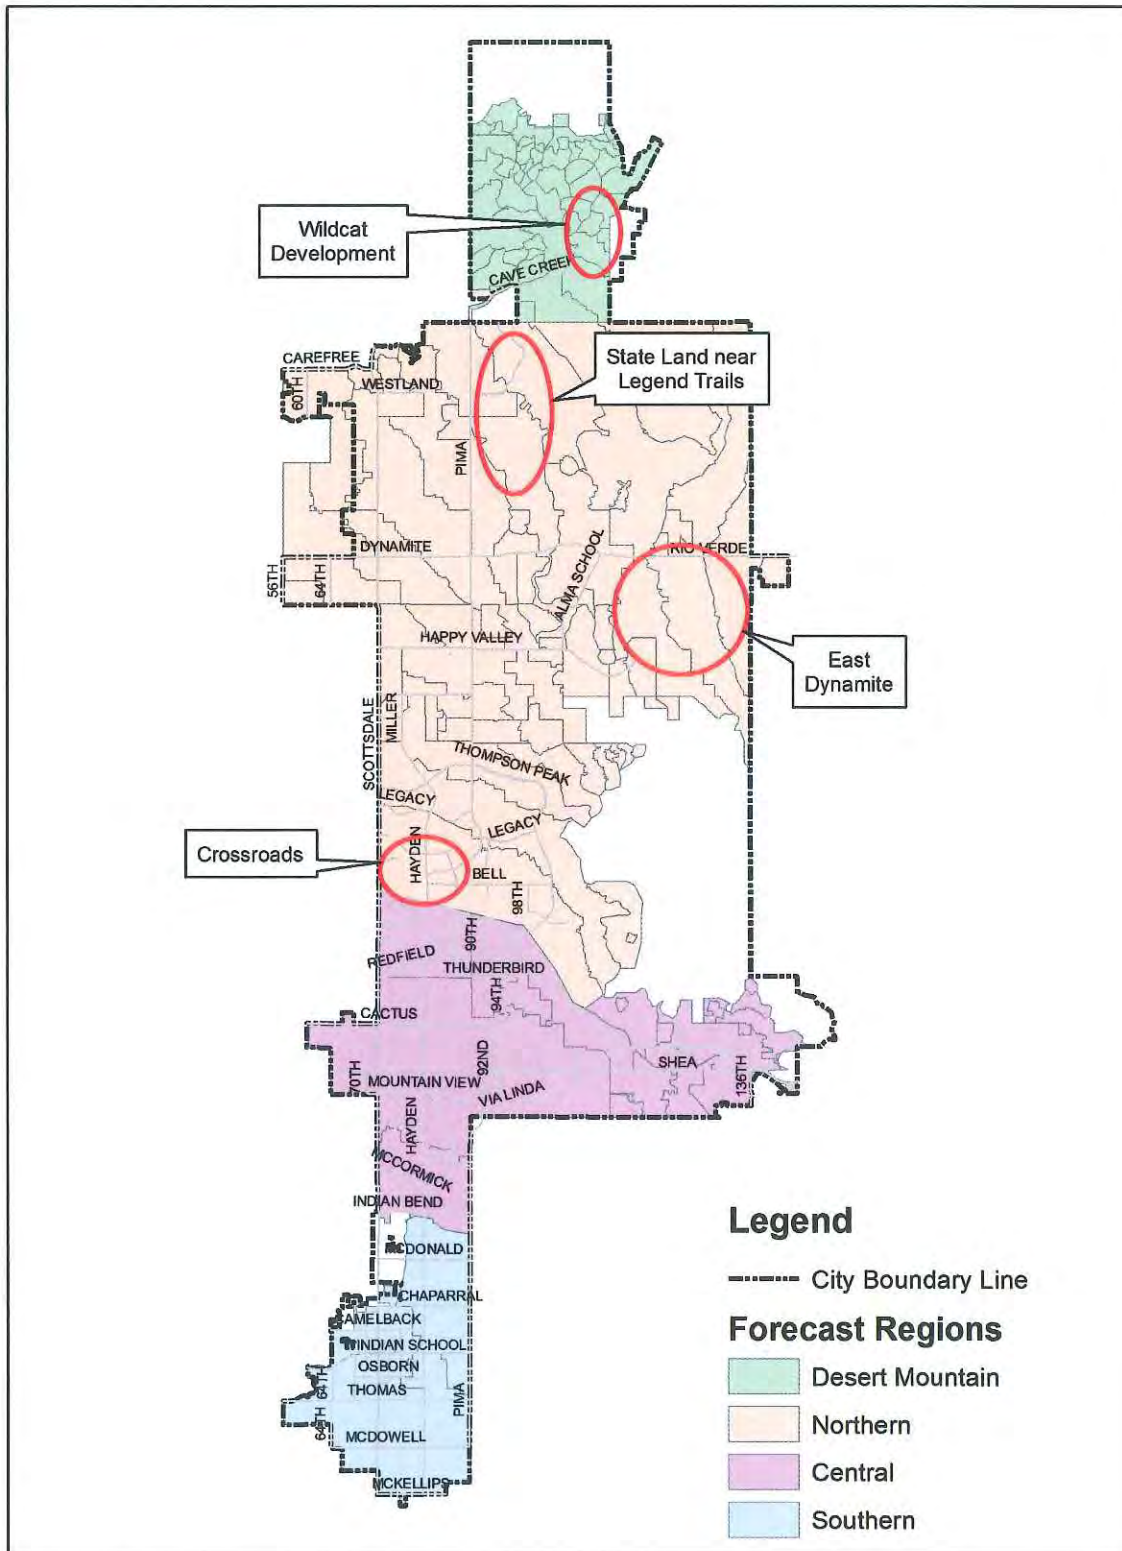 Wildcat
Development
CAVE CREEK
State Land near
Legend Trails
CAREFREE
60TH
WESTLAND
PIMA
DYNAMITE
RIO VERDE
56TH
64TH
ALMA SCHOOL
HAPPY VALLEY
East
Dynamite
SCOTTSDALE
MILLER
THOMPSON PEAK
LEGACY
LEGACY
Crossroads
HAYDEN
BELL
98TH
REDFIELD
90TH
THUNDERBIRD
94TH
CACTUS
92ND
SHEA
70TH
MOUNTAIN VIEW
136TH
VIA LINDA
HAYDEN
MCCORMICK
INDIAN BEND
MCDONALD
CHAPARRAL
CAMELBACK
INDIAN SCHOOL
OSBORN
64TH
THOMAS
PIMA
64TH
MCDOWELL
MCKELLIPS
Legend
City Boundary Line
Forecast Regions
Desert Mountain
Northern
Central
Southern